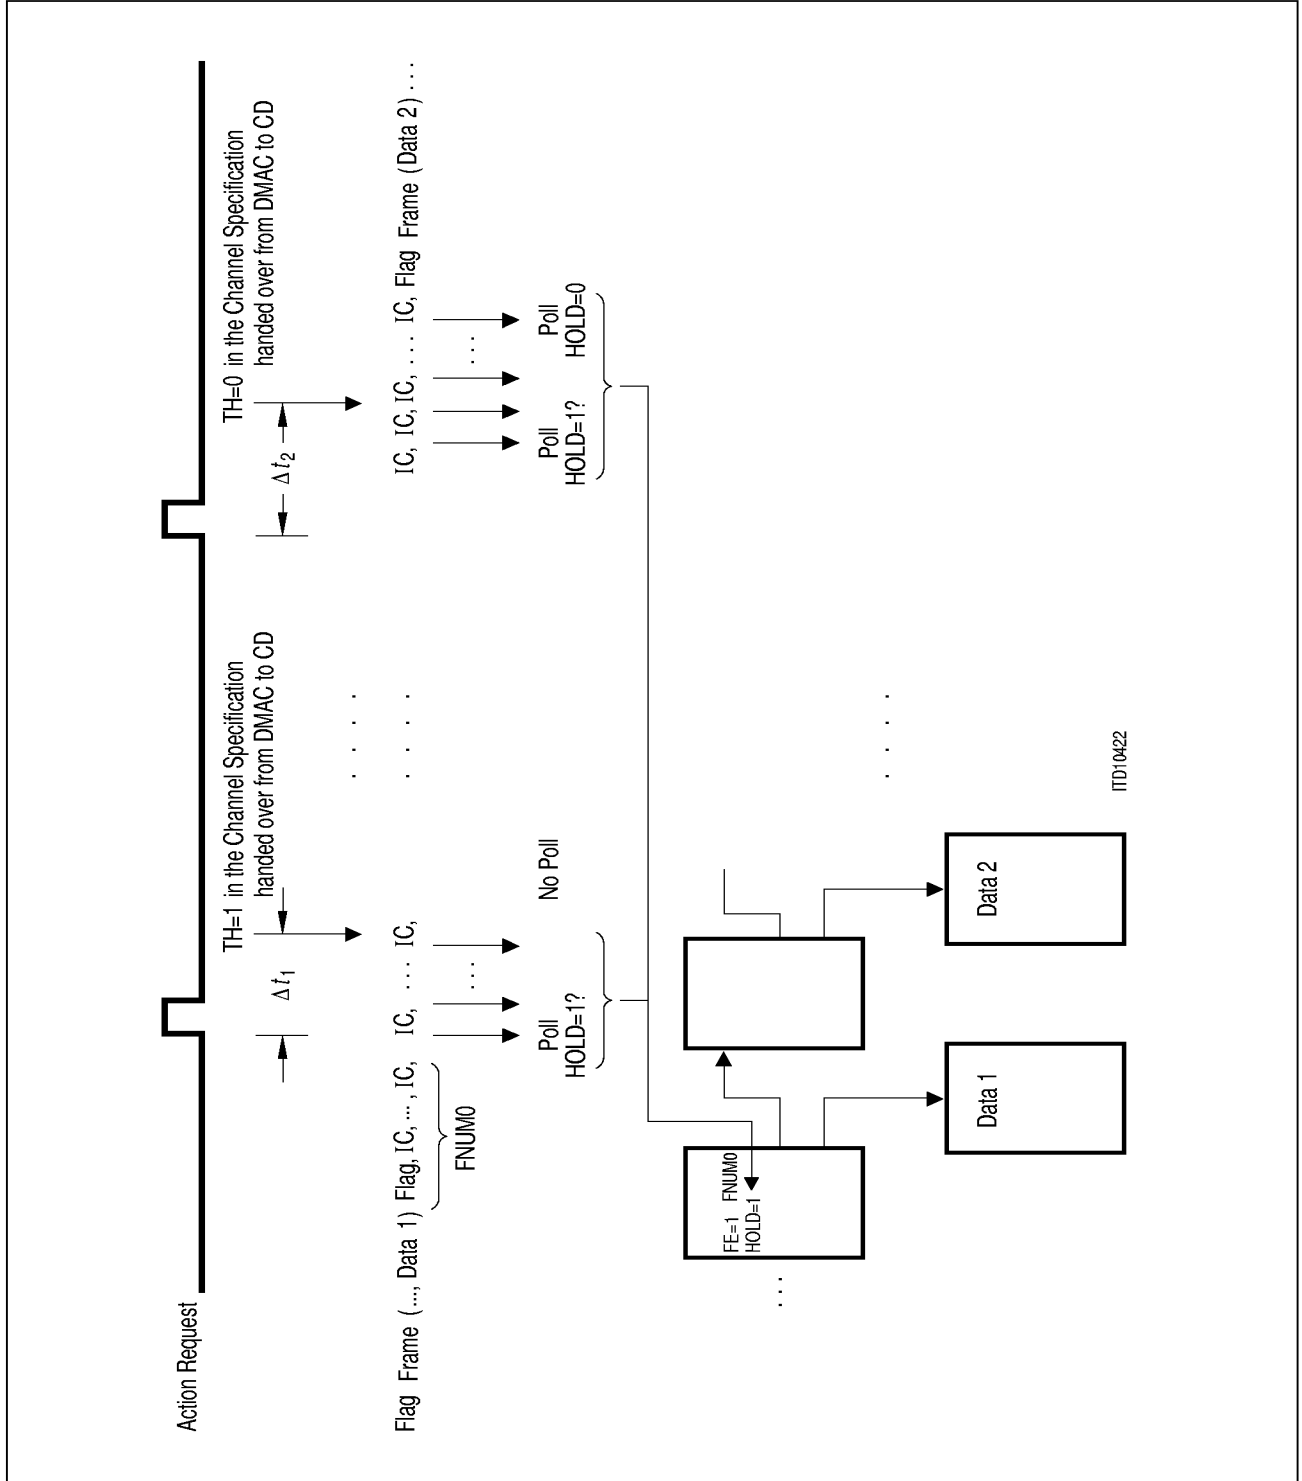 Action Request
TH=1 in the Channel Specification
handed over from DMAC to CD
TH=0 in the Channel Specification
handed over from DMAC to CD
Δt1
Δt2
Flag Frame (..., Data 1) Flag, IC, ... , IC, IC, ... IC,
IC, IC, IC, ... IC, Flag Frame (Data 2) ...
FNUM0
Poll
HOLD=1?
No Poll
Poll
HOLD=1?
Poll
HOLD=0
FE=1 FNUM0
HOLD=1
Data 1
Data 2
ITD10422